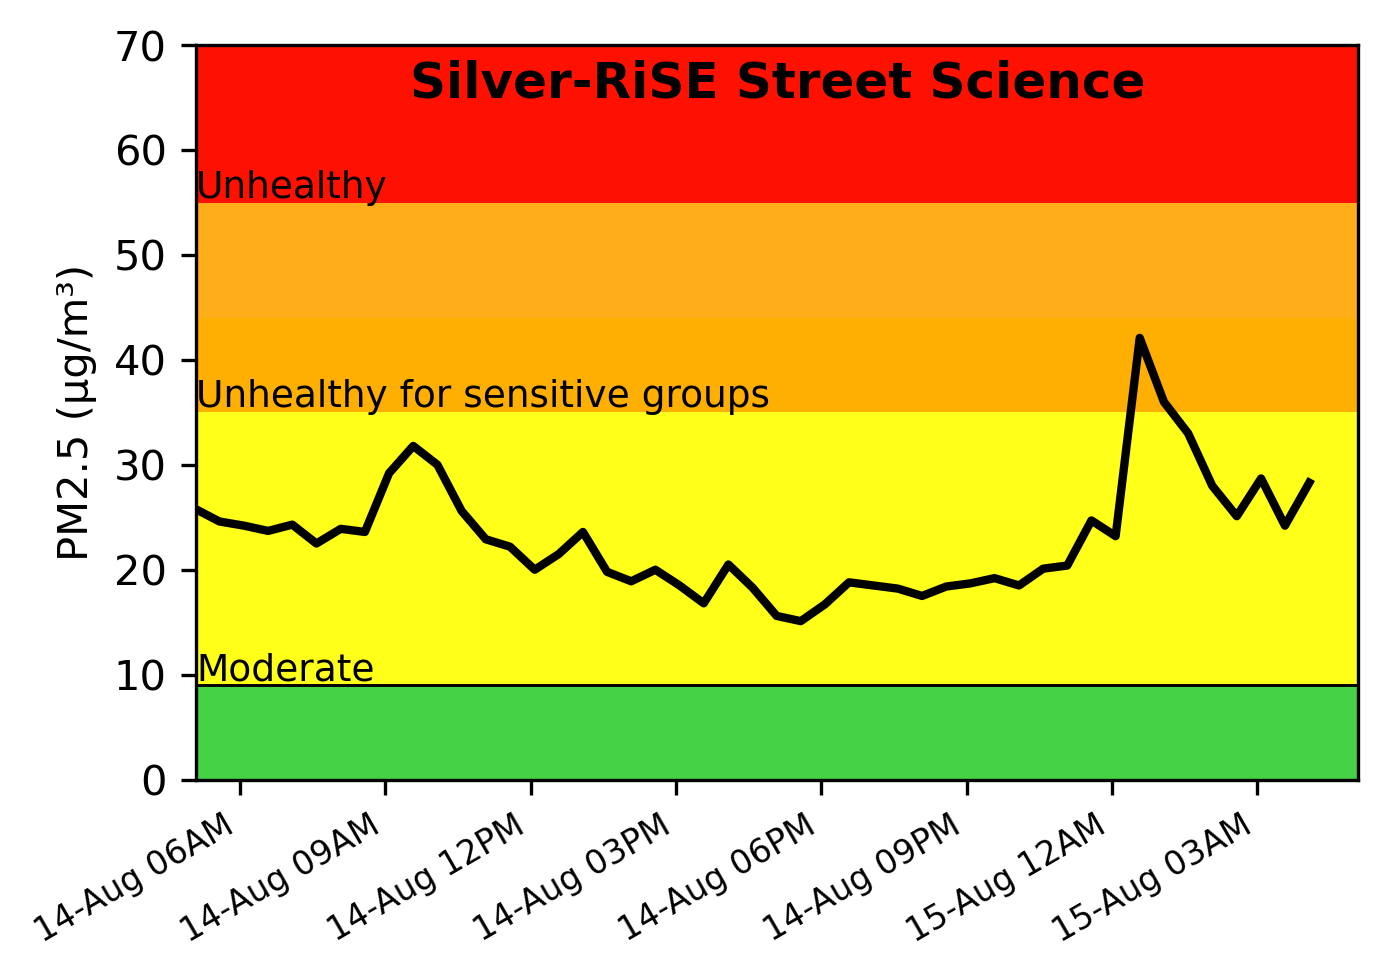 Silver-RiSE Street Science
70
60
50
40
30
20
10
0
PM2.5 (µg/m³)
Unhealthy
Unhealthy for sensitive groups
Moderate
14-Aug 06AM
14-Aug 09AM
14-Aug 12PM
14-Aug 03PM
14-Aug 06PM
14-Aug 09PM
15-Aug 12AM
15-Aug 03AM